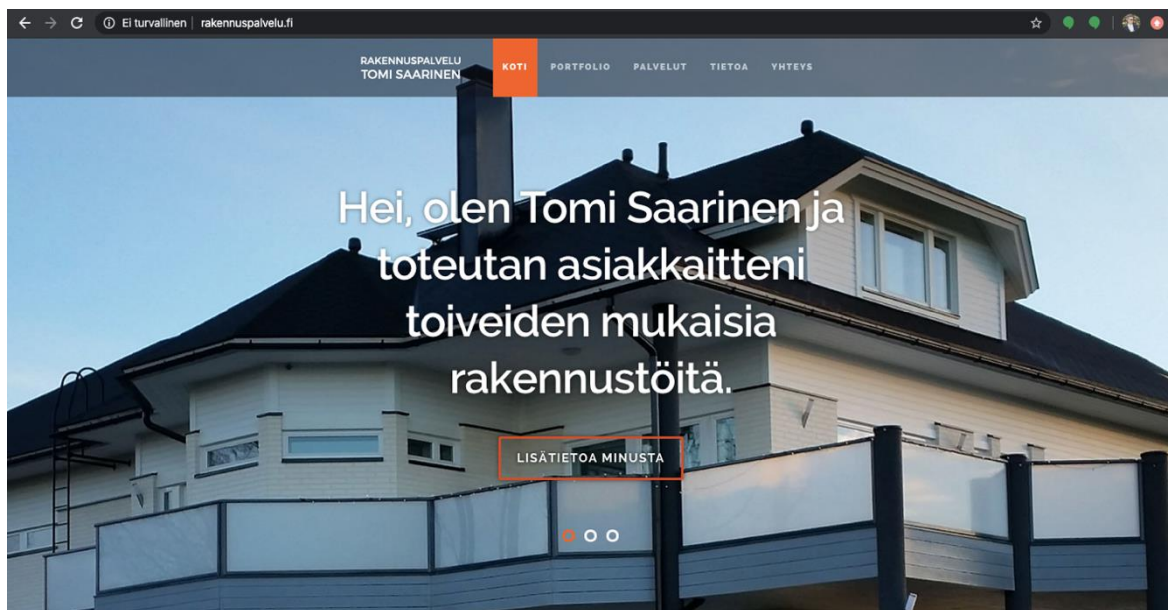 Ei turvallinen | rakennuspalvelu.fi
RAKENNUSPALVELU
TOMI SAARINEN
KOTI PORTFOLIO PALVELUT TIETOA YHTEYS
Hei, olen Tomi Saarinen ja
toteutan asiakkaitteni
toiveiden mukaisia
rakennustöitä.
LISÄTIETOA MINUSTA